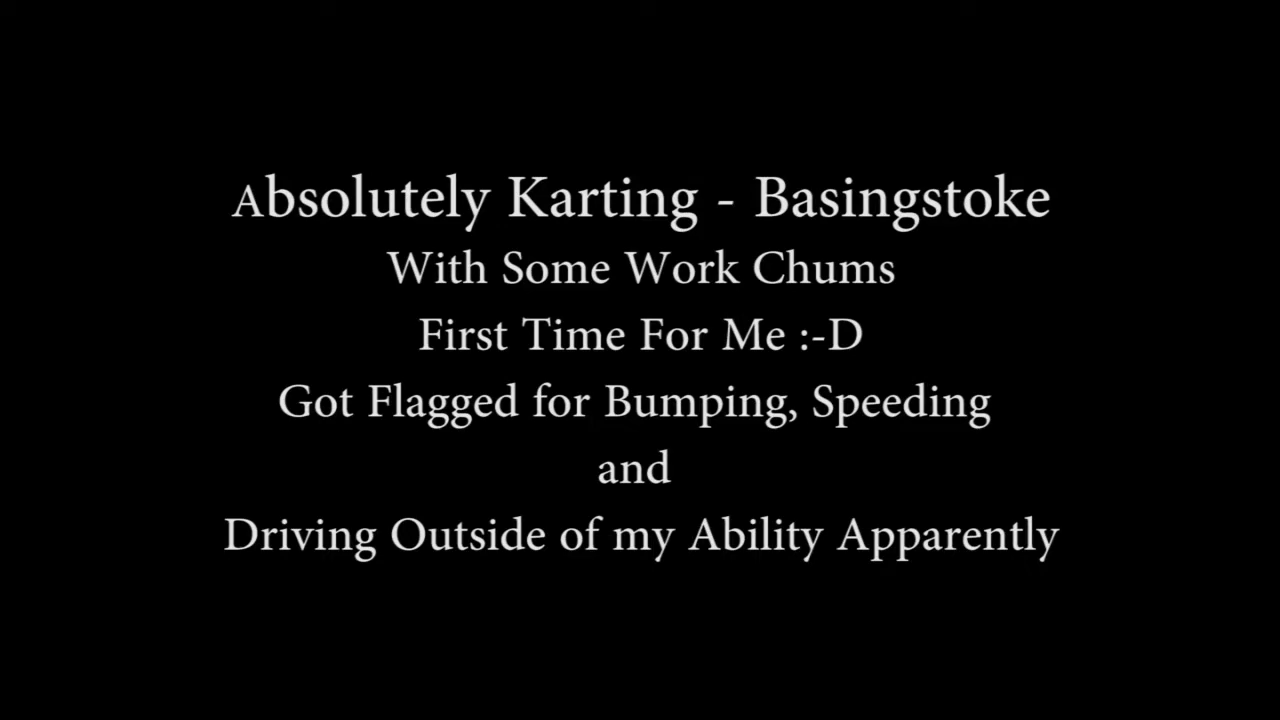 Absolutely Karting - Basingstoke
With Some Work Chums
First Time For Me :-D
Got Flagged for Bumping, Speeding
and
Driving Outside of my Ability Apparently